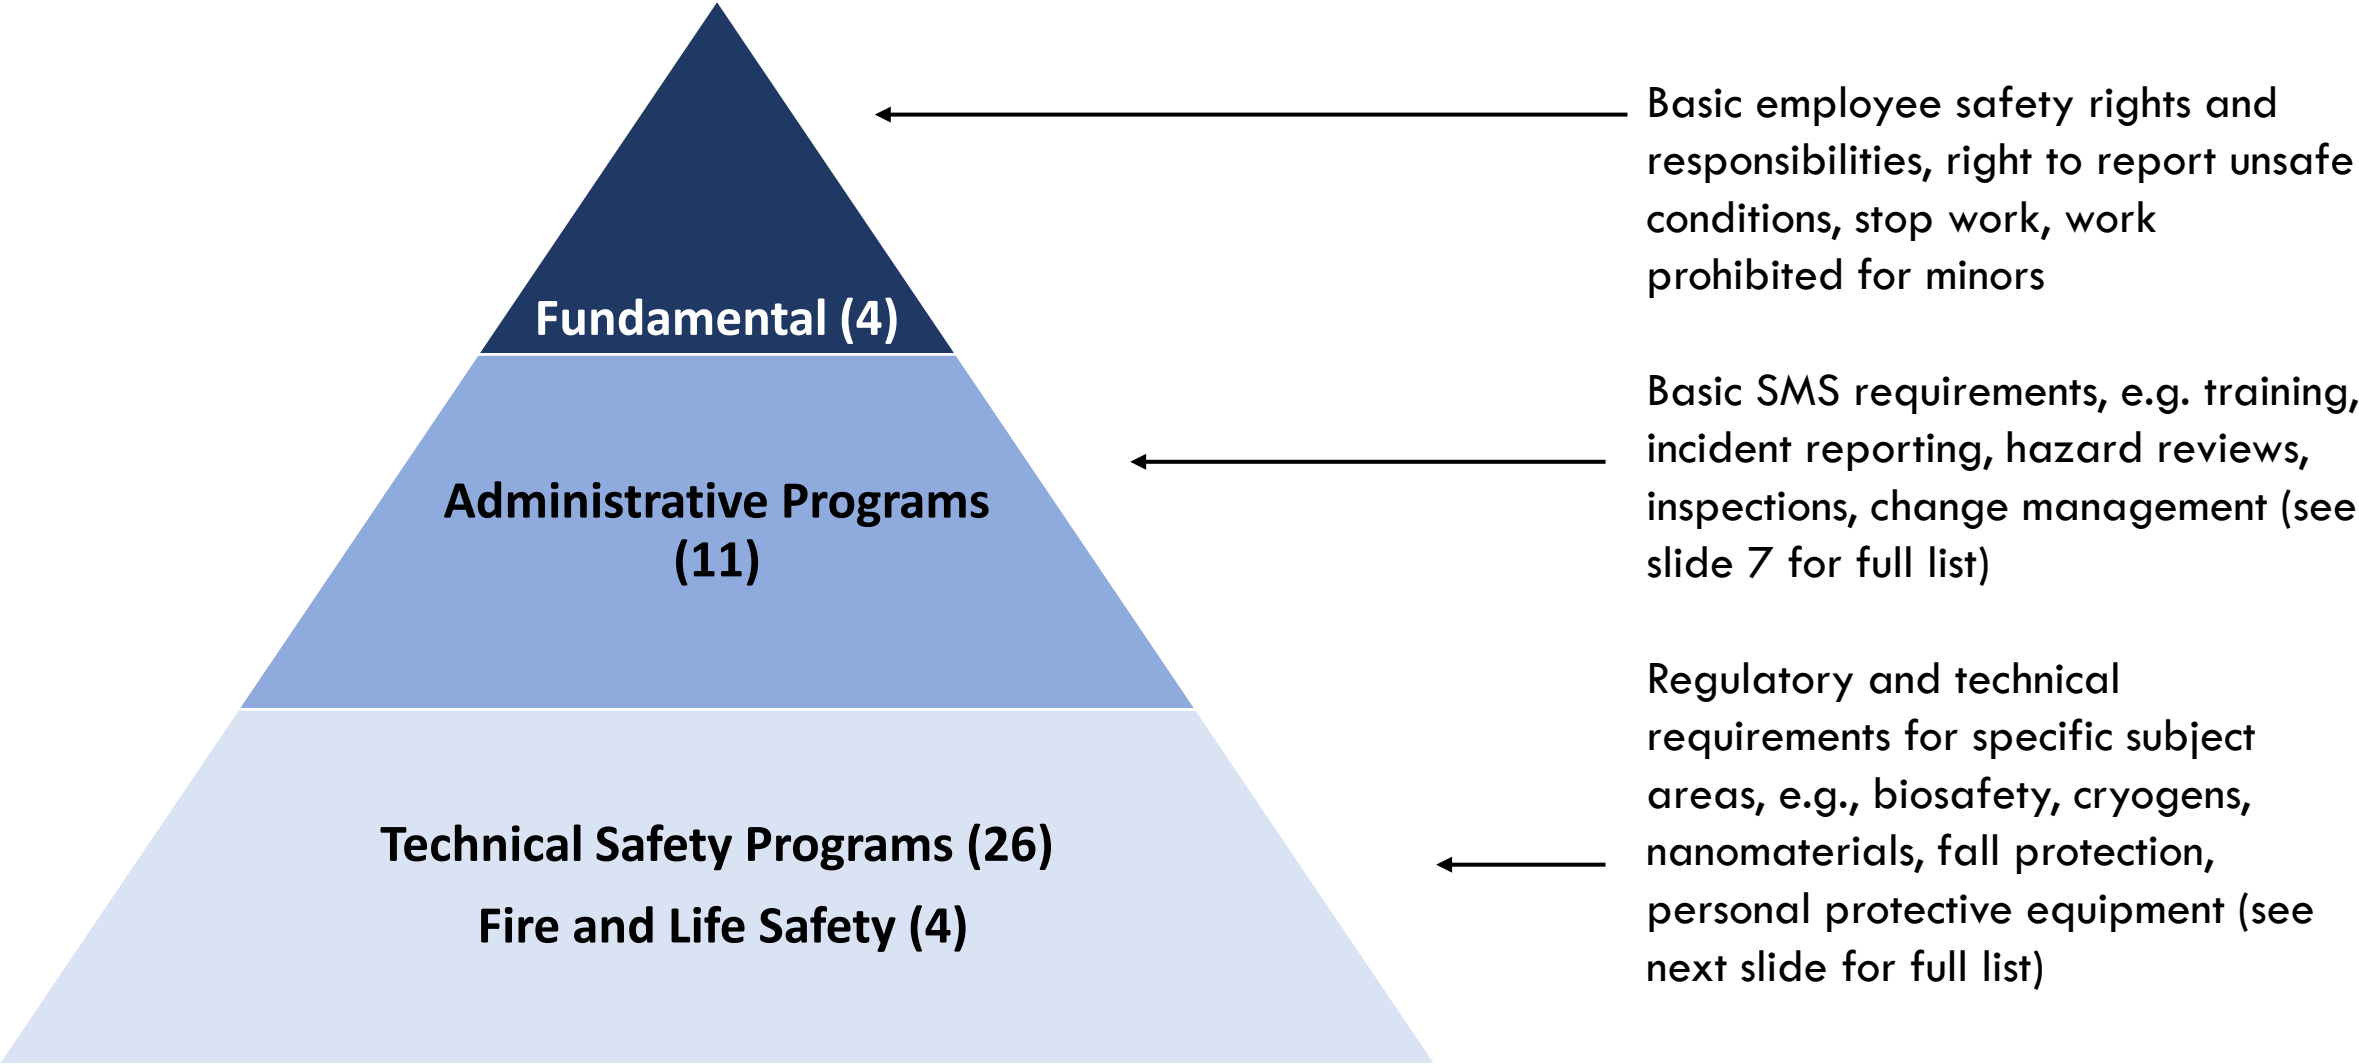 Fundamental (4)
Basic employee safety rights and
responsibilities, right to report unsafe
conditions, stop work, work
prohibited for minors
Administrative Programs
(11)
Basic SMS requirements, e.g. training,
incident reporting, hazard reviews,
inspections, change management (see
slide 7 for full list)
Technical Safety Programs (26)
Fire and Life Safety (4)
Regulatory and technical
requirements for specific subject
areas, e.g., biosafety, cryogens,
nanomaterials, fall protection,
personal protective equipment (see
next slide for full list)